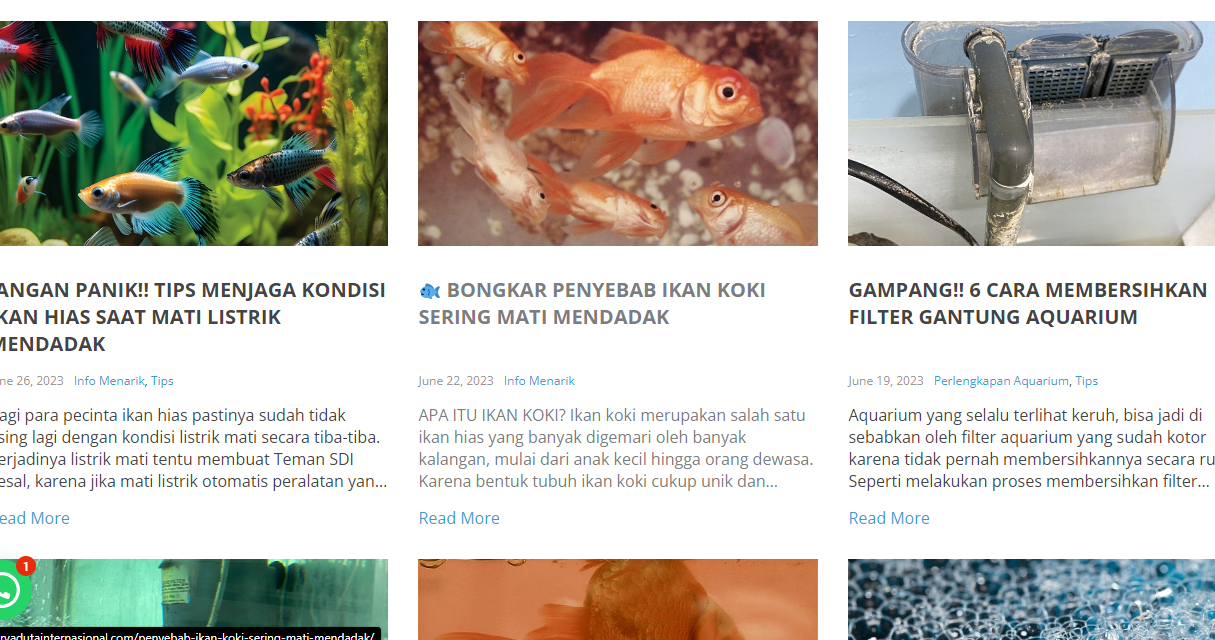 ANGAN PANIK!! TIPS MENJAGA KONDISI
KAN HIAS SAAT MATI LISTRIK
MENDADAK
ne 26, 2023 Info Menarik, Tips
agi para pecinta ikan hias pastinya sudah tidak
sing lagi dengan kondisi listrik mati secara tiba-tiba.
erjadinya listrik mati tentu membuat Teman SDI
esal, karena jika mati listrik otomatis peralatan yan...
ead More
🐟 BONGKAR PENYEBAB IKAN KOKI
SERING MATI MENDADAK
June 22, 2023 Info Menarik
APA ITU IKAN KOKI? Ikan koki merupakan salah satu
ikan hias yang banyak digemari oleh banyak
kalangan, mulai dari anak kecil hingga orang dewasa.
Karena bentuk tubuh ikan koki cukup unik dan...
Read More
GAMPANG!! 6 CARA MEMBERSIHKAN
FILTER GANTUNG AQUARIUM
June 19, 2023 Perlengkapan Aquarium, Tips
Aquarium yang selalu terlihat keruh, bisa jadi di
sebabkan oleh filter aquarium yang sudah kotor
karena tidak pernah membersihkannya secara ru
Seperti melakukan proses membersihkan filter...
Read More
1
ryadutainternasional.com/penyebab-ikan-koki-sering-mati-mendadak/